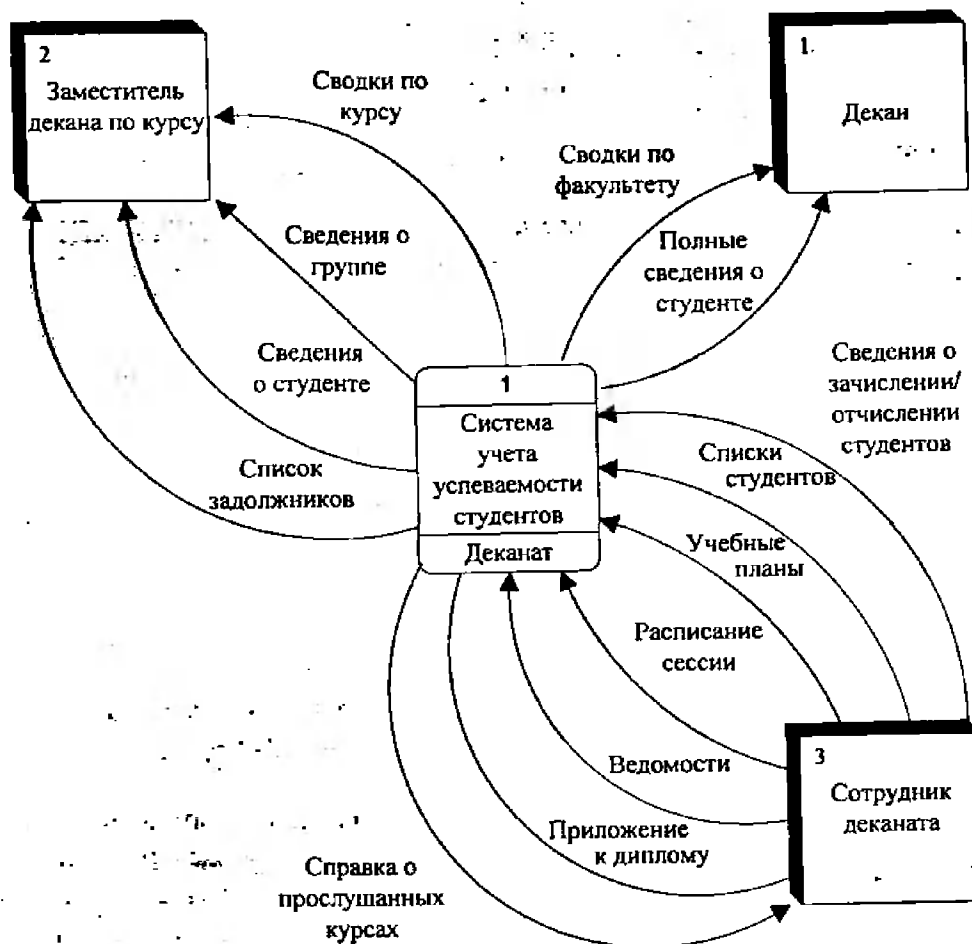 2
Заместитель
декана по курсу
Сводки по
курсу
1.
Декан
Сводки по
факультету
Сведения о
группе
Полные
сведения о
студенте
Сведения
о студенте
Сведения о
зачислении/
отчислении
студентов
1
Система
учета
успеваемости
студентов
Деканат
Списки
студентов
Список
задолжников
Учебные
планы
Расписание
сессии
3
Сотрудник
деканата
Ведомости
Приложение
к диплому
Справка о
прослушанных
курсах